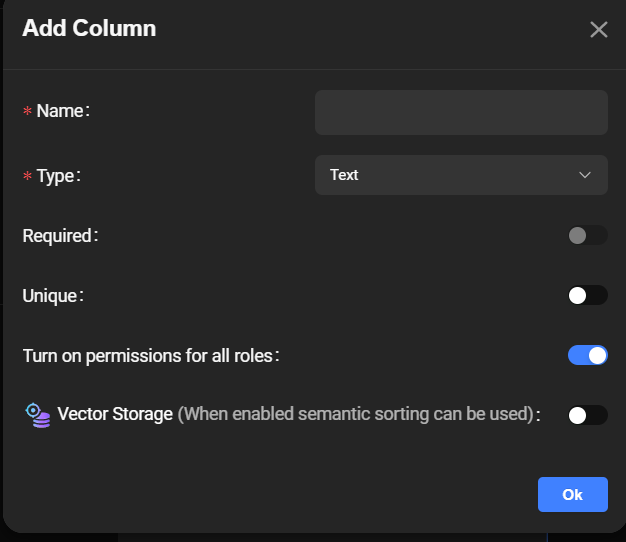 Add Column
* Name:
* Type: Text
Required:
Unique:
Turn on permissions for all roles:
Vector Storage (When enabled semantic sorting can be used):
Ok